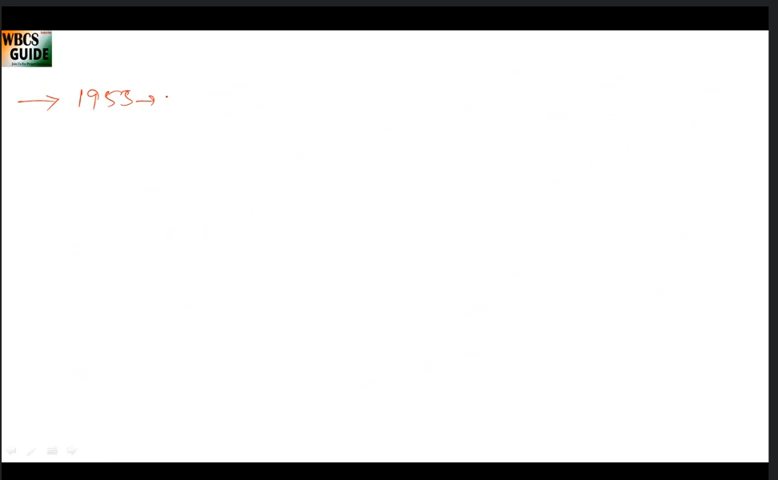 WBCS
GUIDE
→ 1953 →